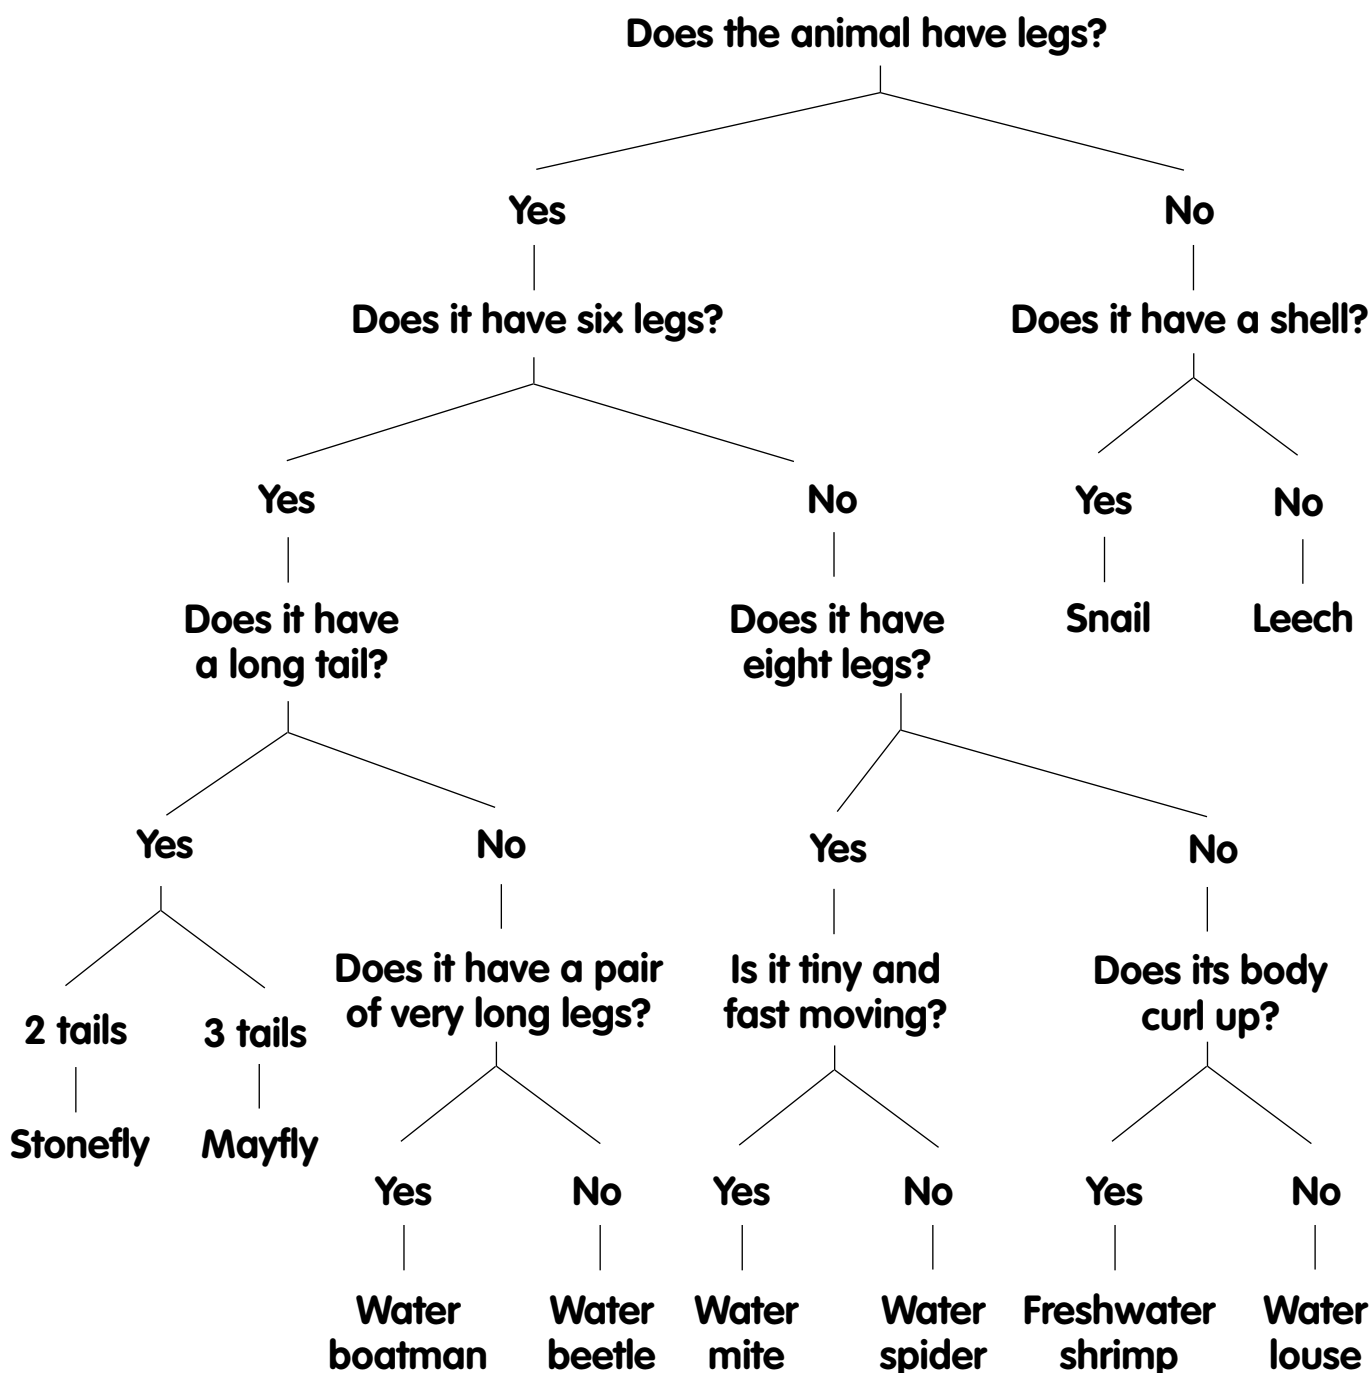 Does the animal have legs?
Yes
No
Does it have six legs?
Does it have a shell?
Yes
No
Yes
No
Does it have
a long tail?
Does it have
eight legs?
Snail
Leech
Yes
No
Yes
No
2 tails
3 tails
Does it have a pair
of very long legs?
Is it tiny and
fast moving?
Does its body
curl up?
Stonefly
Mayfly
Yes
No
Yes
No
Yes
No
Water
boatman
Water
beetle
Water
mite
Water
spider
Freshwater
shrimp
Water
louse